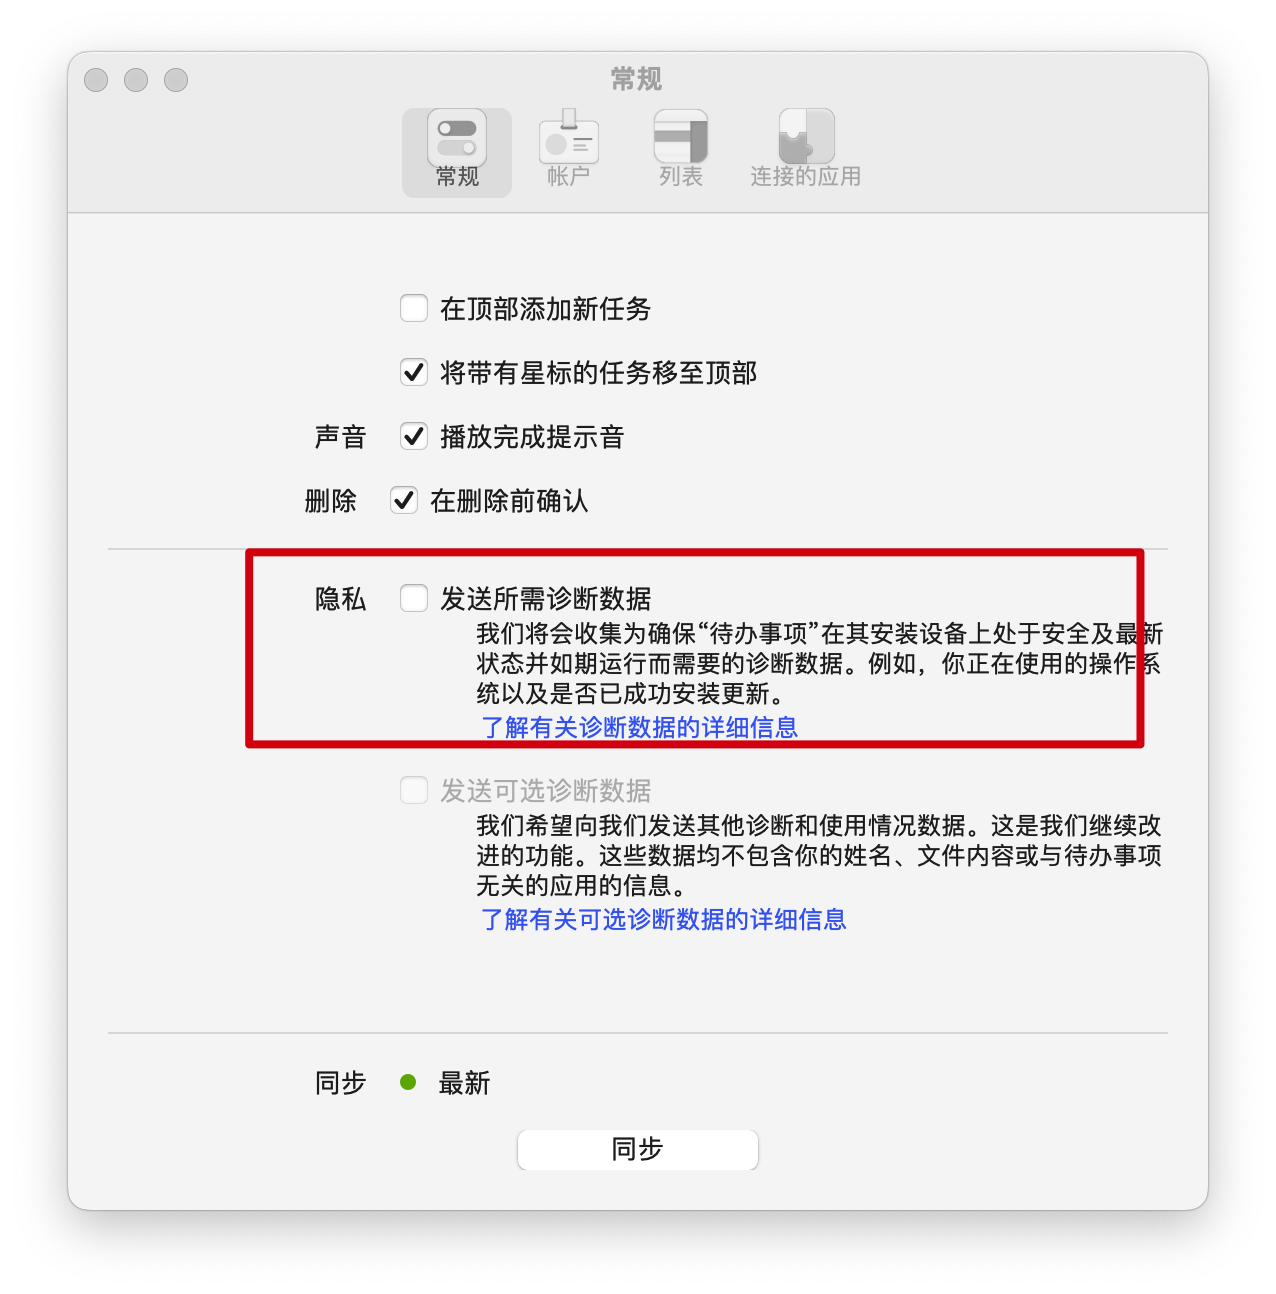 常规
常规 帐户 列表 连接的应用
在顶部添加新任务
将带有星标的任务移至顶部
声音 播放完成提示音
删除 在删除前确认
隐私 发送所需诊断数据
我们将会收集为确保“待办事项”在其安装设备上处于安全及最新
状态并如期运行而需要的诊断数据。例如，你正在使用的操作系
统以及是否已成功安装更新。
了解有关诊断数据的详细信息
发送可选诊断数据
我们希望向我们发送其他诊断和使用情况数据。这是我们继续改
进的功能。这些数据均不包含你的姓名、文件内容或与待办事项
无关的应用的信息。
了解有关可选诊断数据的详细信息
同步 最新
同步